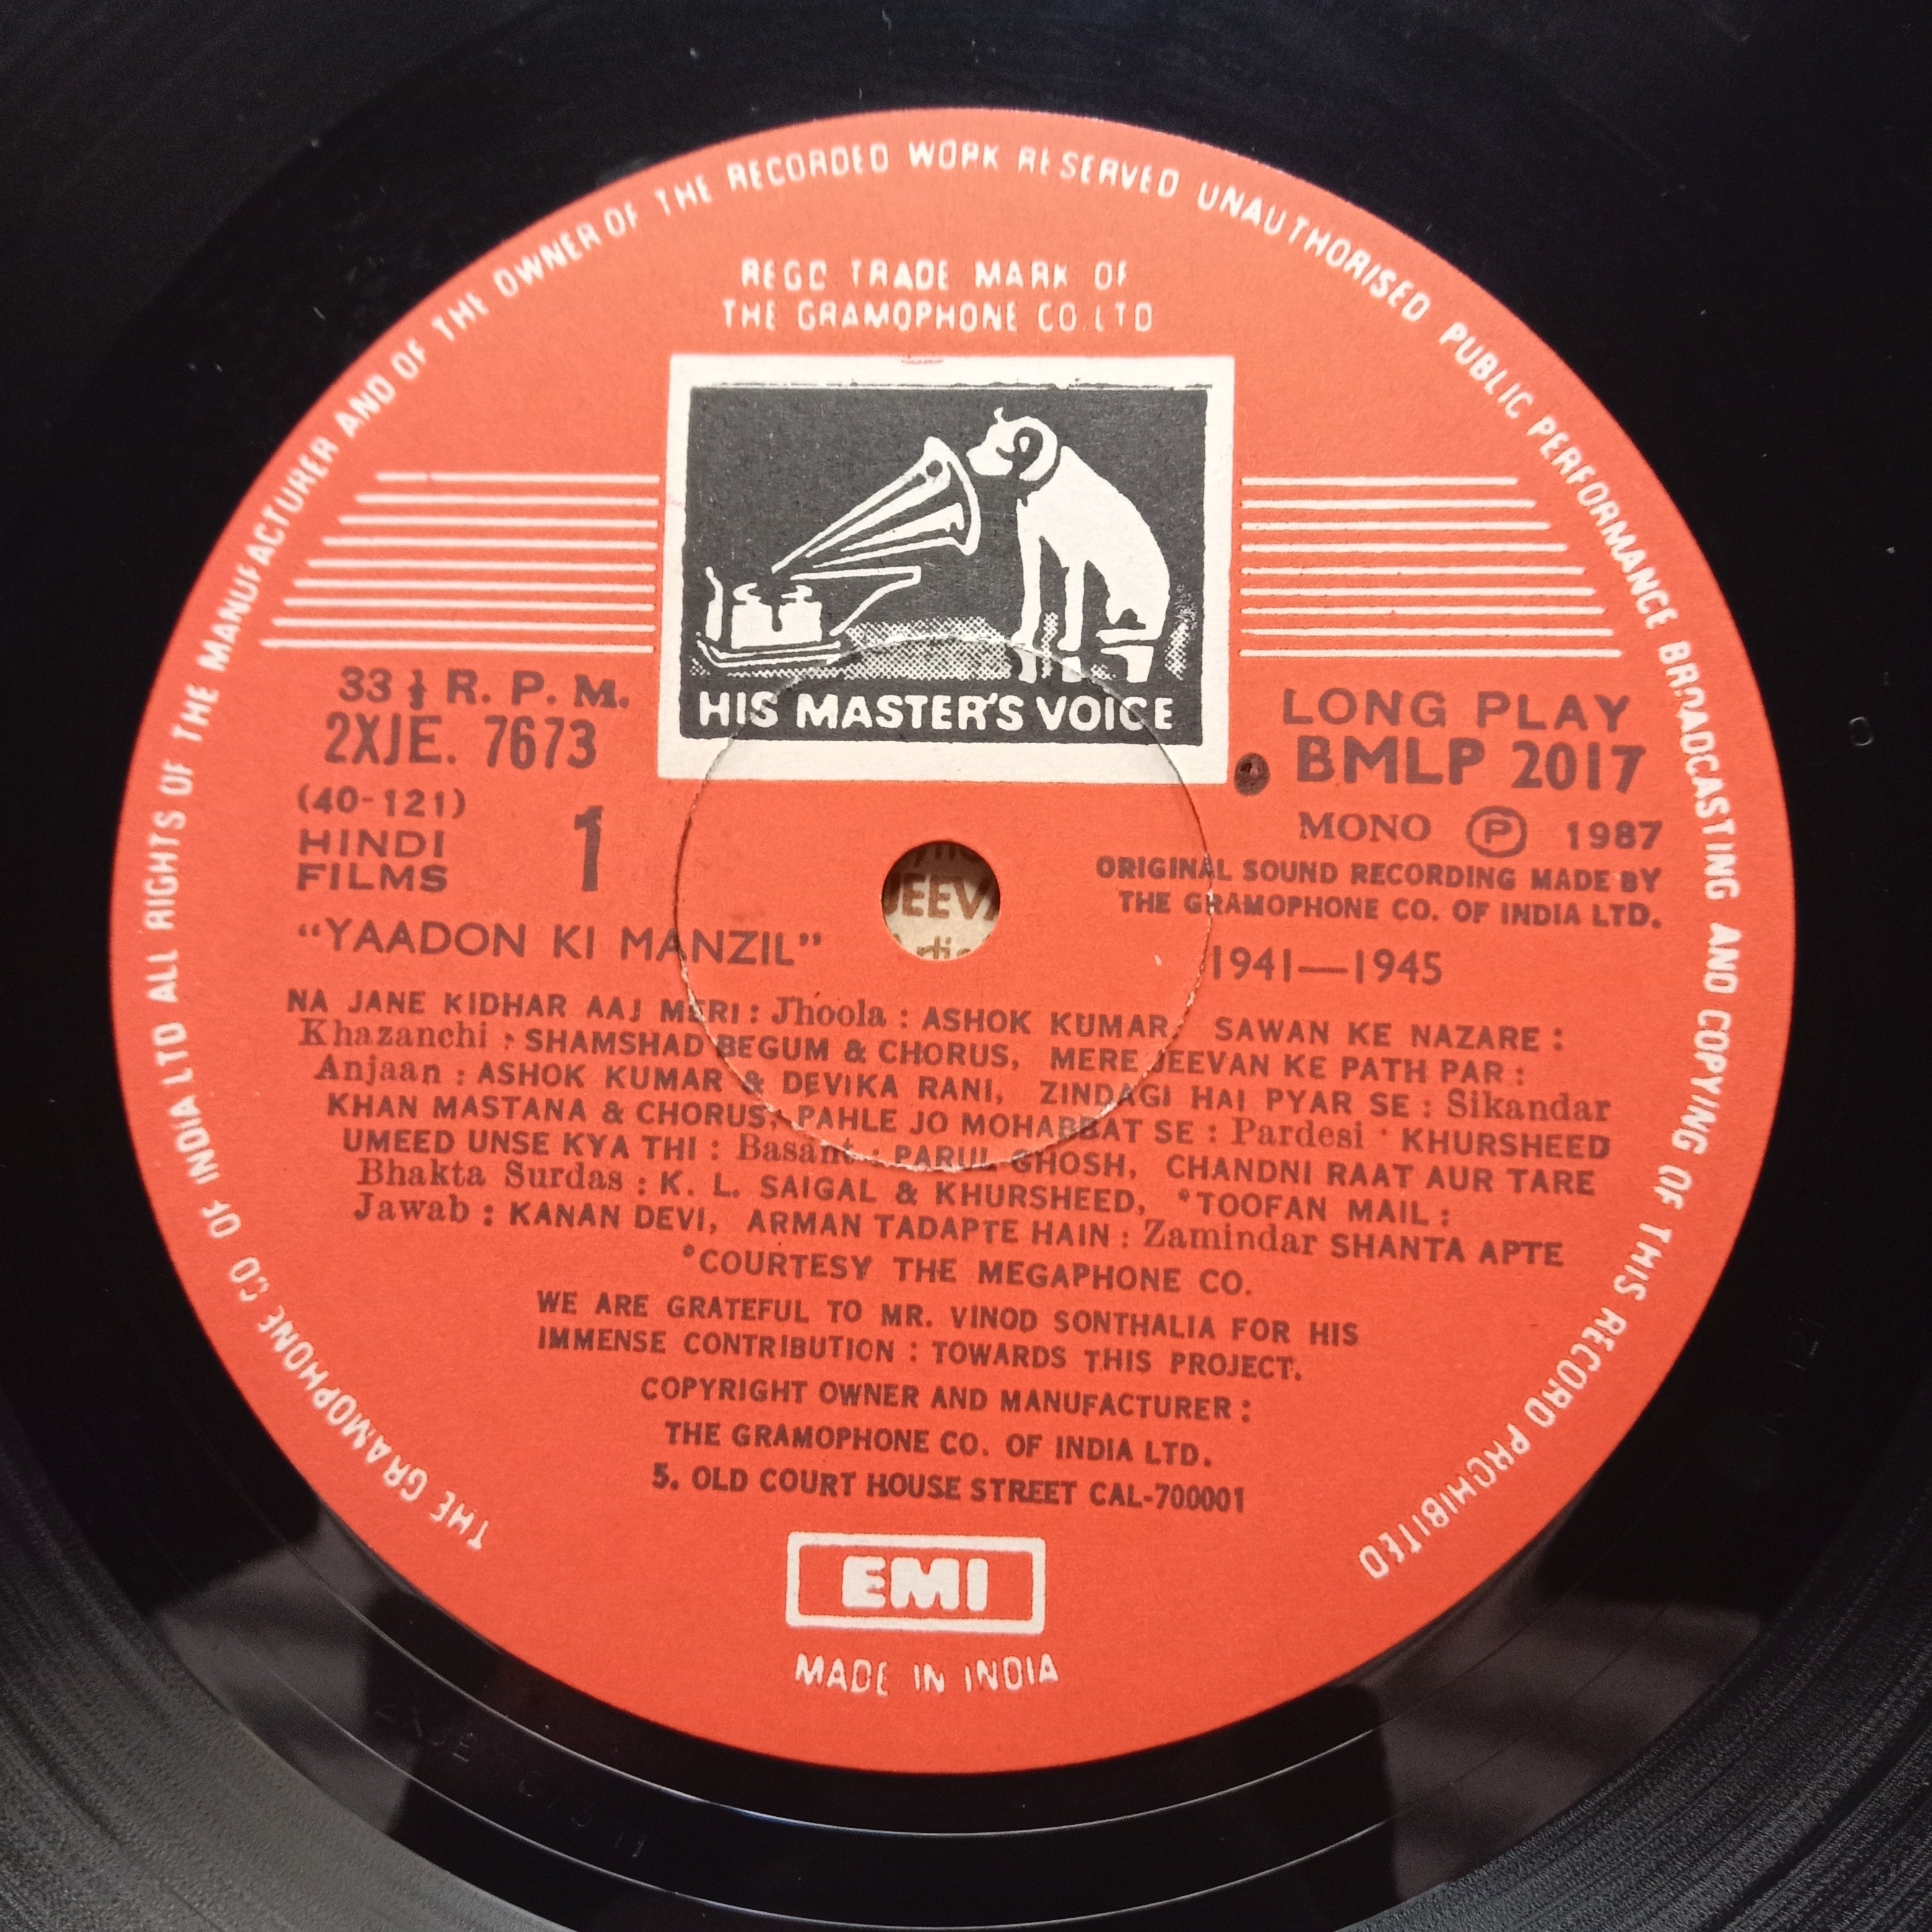 THE GRAMOPHONE CO OF INDIA LTD ALL RIGHTS OF THE MANUFACTURER AND OF THE OWNER OF THE RECORDED WORK RESERVED UNAUTHORISED PUBLIC PERFORMANCE BROADCASTING AND COPYING OF THIS RECORD PROHIBITED
REGD TRADE MARK OF
THE GRAMOPHONE CO. LTD
HIS MASTER'S VOICE
33⅓ R. P. M.
2XJE. 7673
(40-121)
HINDI
FILMS
1
LONG PLAY
BMLP 2017
MONO Ⓟ 1987
ORIGINAL SOUND RECORDING MADE BY
THE GRAMOPHONE CO. OF INDIA LTD.
JEEVA
"YAADON KI MANZIL" 1941—1945
NA JANE KIDHAR AAJ MERI : Jhoola : ASHOK KUMAR, SAWAN KE NAZARE :
Khazanchi : SHAMSHAD BEGUM & CHORUS, MERE JEEVAN KE PATH PAR :
Anjaan : ASHOK KUMAR & DEVIKA RANI, ZINDAGI HAI PYAR SE : Sikandar
KHAN MASTANA & CHORUS, PAHLE JO MOHABBAT SE : Pardesi : KHURSHEED
UMEED UNSE KYA THI : Basant : PARUL GHOSH, CHANDNI RAAT AUR TARE
Bhakta Surdas : K. L. SAIGAL & KHURSHEED, *TOOFAN MAIL :
Jawab : KANAN DEVI, ARMAN TADAPTE HAIN : Zamindar SHANTA APTE
*COURTESY THE MEGAPHONE CO.
WE ARE GRATEFUL TO MR. VINOD SONTHALIA FOR HIS
IMMENSE CONTRIBUTION : TOWARDS THIS PROJECT.
COPYRIGHT OWNER AND MANUFACTURER :
THE GRAMOPHONE CO. OF INDIA LTD.
5. OLD COURT HOUSE STREET CAL-700001
EMI
MADE IN INDIA